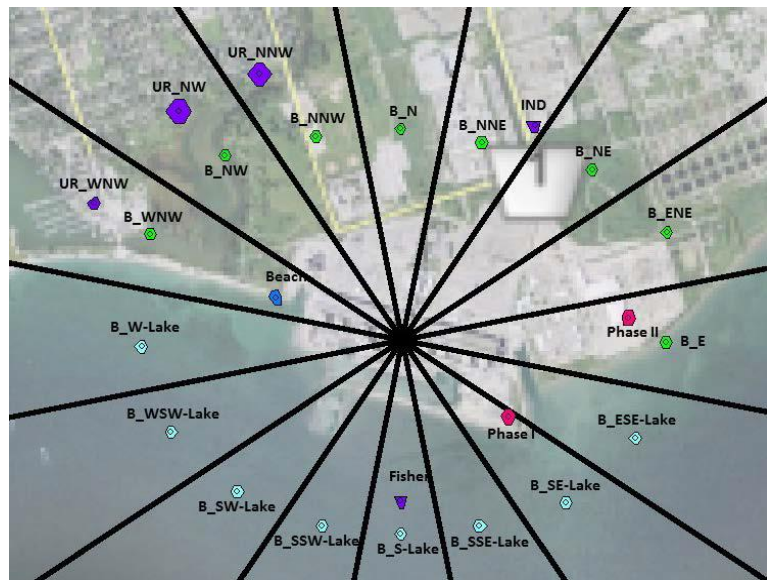 UR_NNW
UR_NW
IND
B_NNW
B_N
B_NNE
B_NW
B_NE
UR_WNW
B_WNW
B_ENE
1
Beach
B_W-Lake
Phase II
B_E
B_WSW-Lake
B_ESE-Lake
Phase I
Fisher
B_SW-Lake
B_SE-Lake
B_SSW-Lake
B_S-Lake
B_SSE-Lake